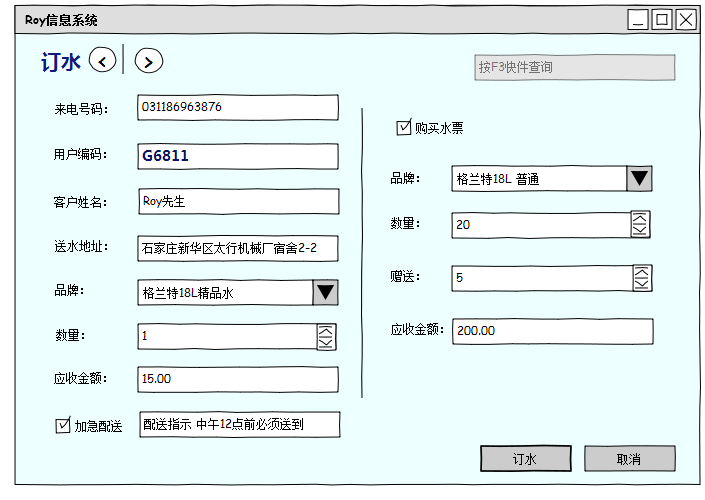 Roy信息系统
订水
按F3快件查询
来电号码： 031186963876
用户编码： G6811
客户姓名： Roy先生
送水地址： 石家庄新华区太行机械厂宿舍2-2
品牌： 格兰特18L精品水
数量： 1
应收金额： 15.00
加急配送 配送指示 中午12点前必须送到
购买水票
品牌： 格兰特18L 普通
数量： 20
赠送： 5
应收金额： 200.00
订水 取消